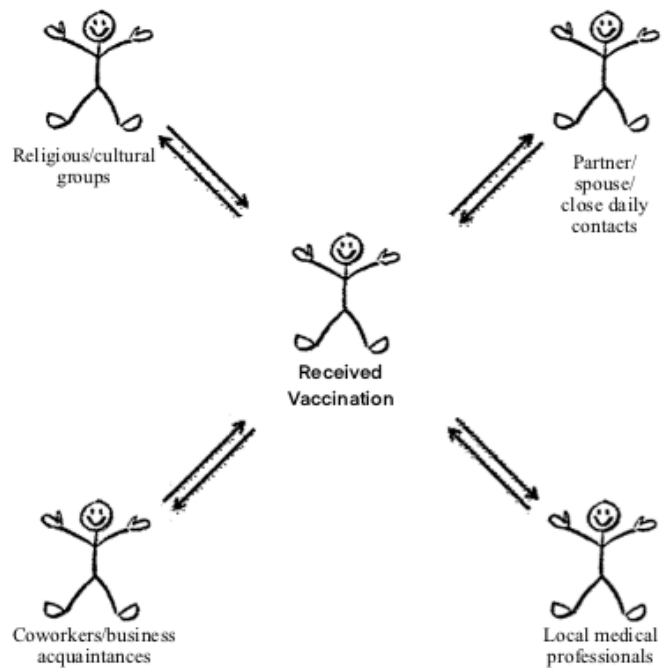 Religious/cultural
groups
Partner/
spouse/
close daily
contacts
Received
Vaccination
Coworkers/business
acquaintances
Local medical
professionals